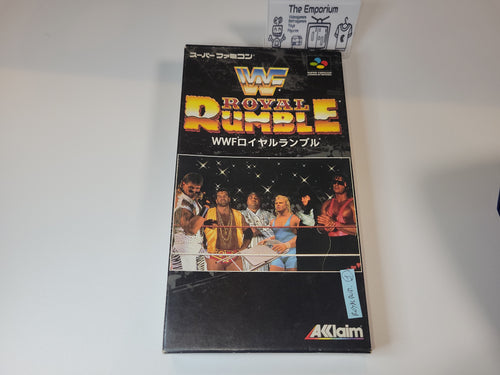 The Emporium
スーパーファミコン
WF
ROYAL
RUMBLE
WWFロイヤルランブル
AKklaim